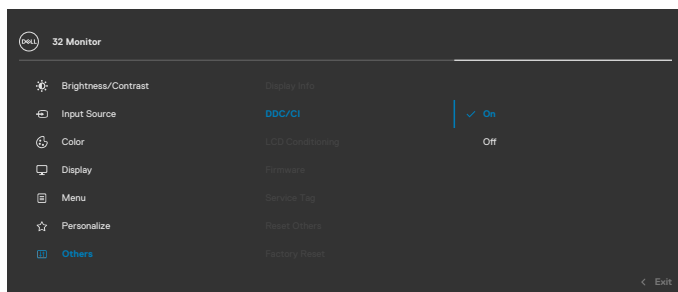 DELL
32 Monitor
Brightness/Contrast
Input Source
Color
Display
Menu
Personalize
Others
Display Info
DDC/CI
LCD Conditioning
Firmware
Service Tag
Reset Others
Factory Reset
On
Off
Exit